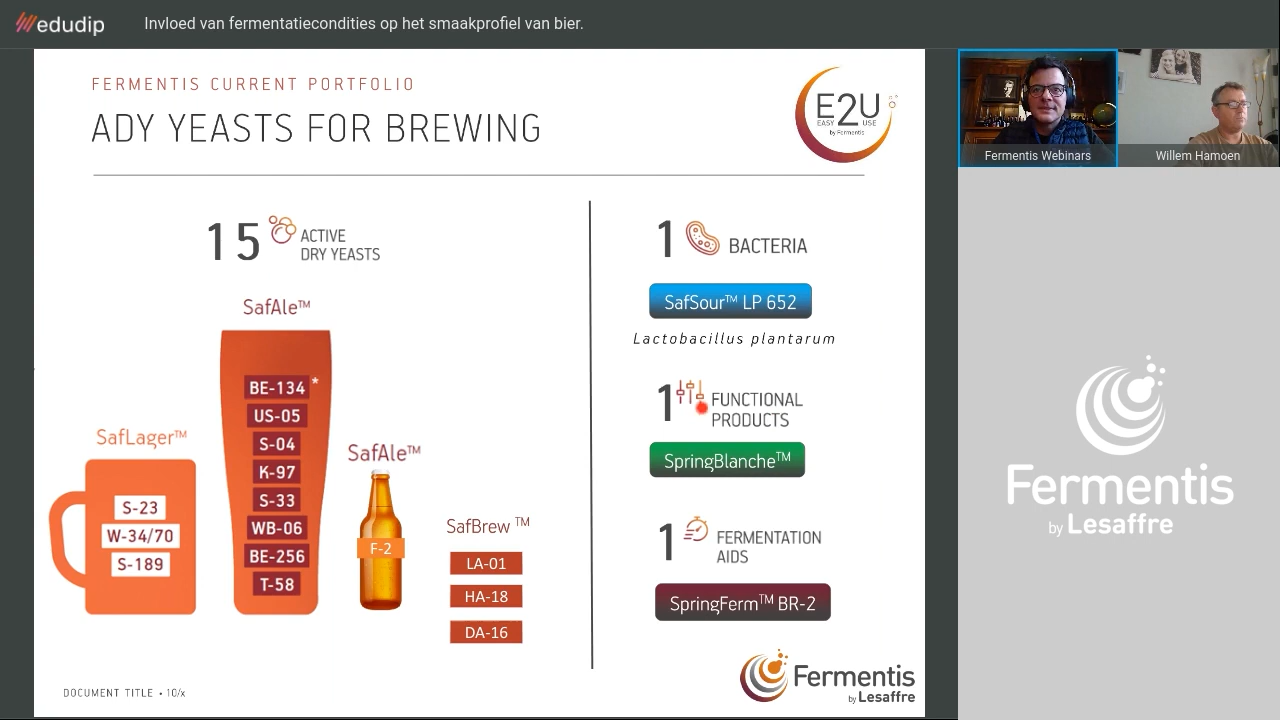 edudip
Invloed van fermentatiecondities op het smaakprofiel van bier.
FERMENTIS CURRENT PORTFOLIO
ADY YEASTS FOR BREWING
E2U
EASY USE
by Fermentis
15 ACTIVE
DRY YEASTS
SafAle™
BE-134 *
US-05
S-04
K-97
S-33
WB-06
BE-256
T-58
SafLager™
S-23
W-34/70
S-189
SafAle™
F-2
SafBrew ™
LA-01
HA-18
DA-16
1 BACTERIA
SafSour™ LP 652
Lactobacillus plantarum
1 FUNCTIONAL
PRODUCTS
SpringBlanche™
1 FERMENTATION
AIDS
SpringFerm™ BR-2
DOCUMENT TITLE • 10/x
Fermentis
by Lesaffre
Fermentis Webinars
Willem Hamoen
Fermentis
by Lesaffre